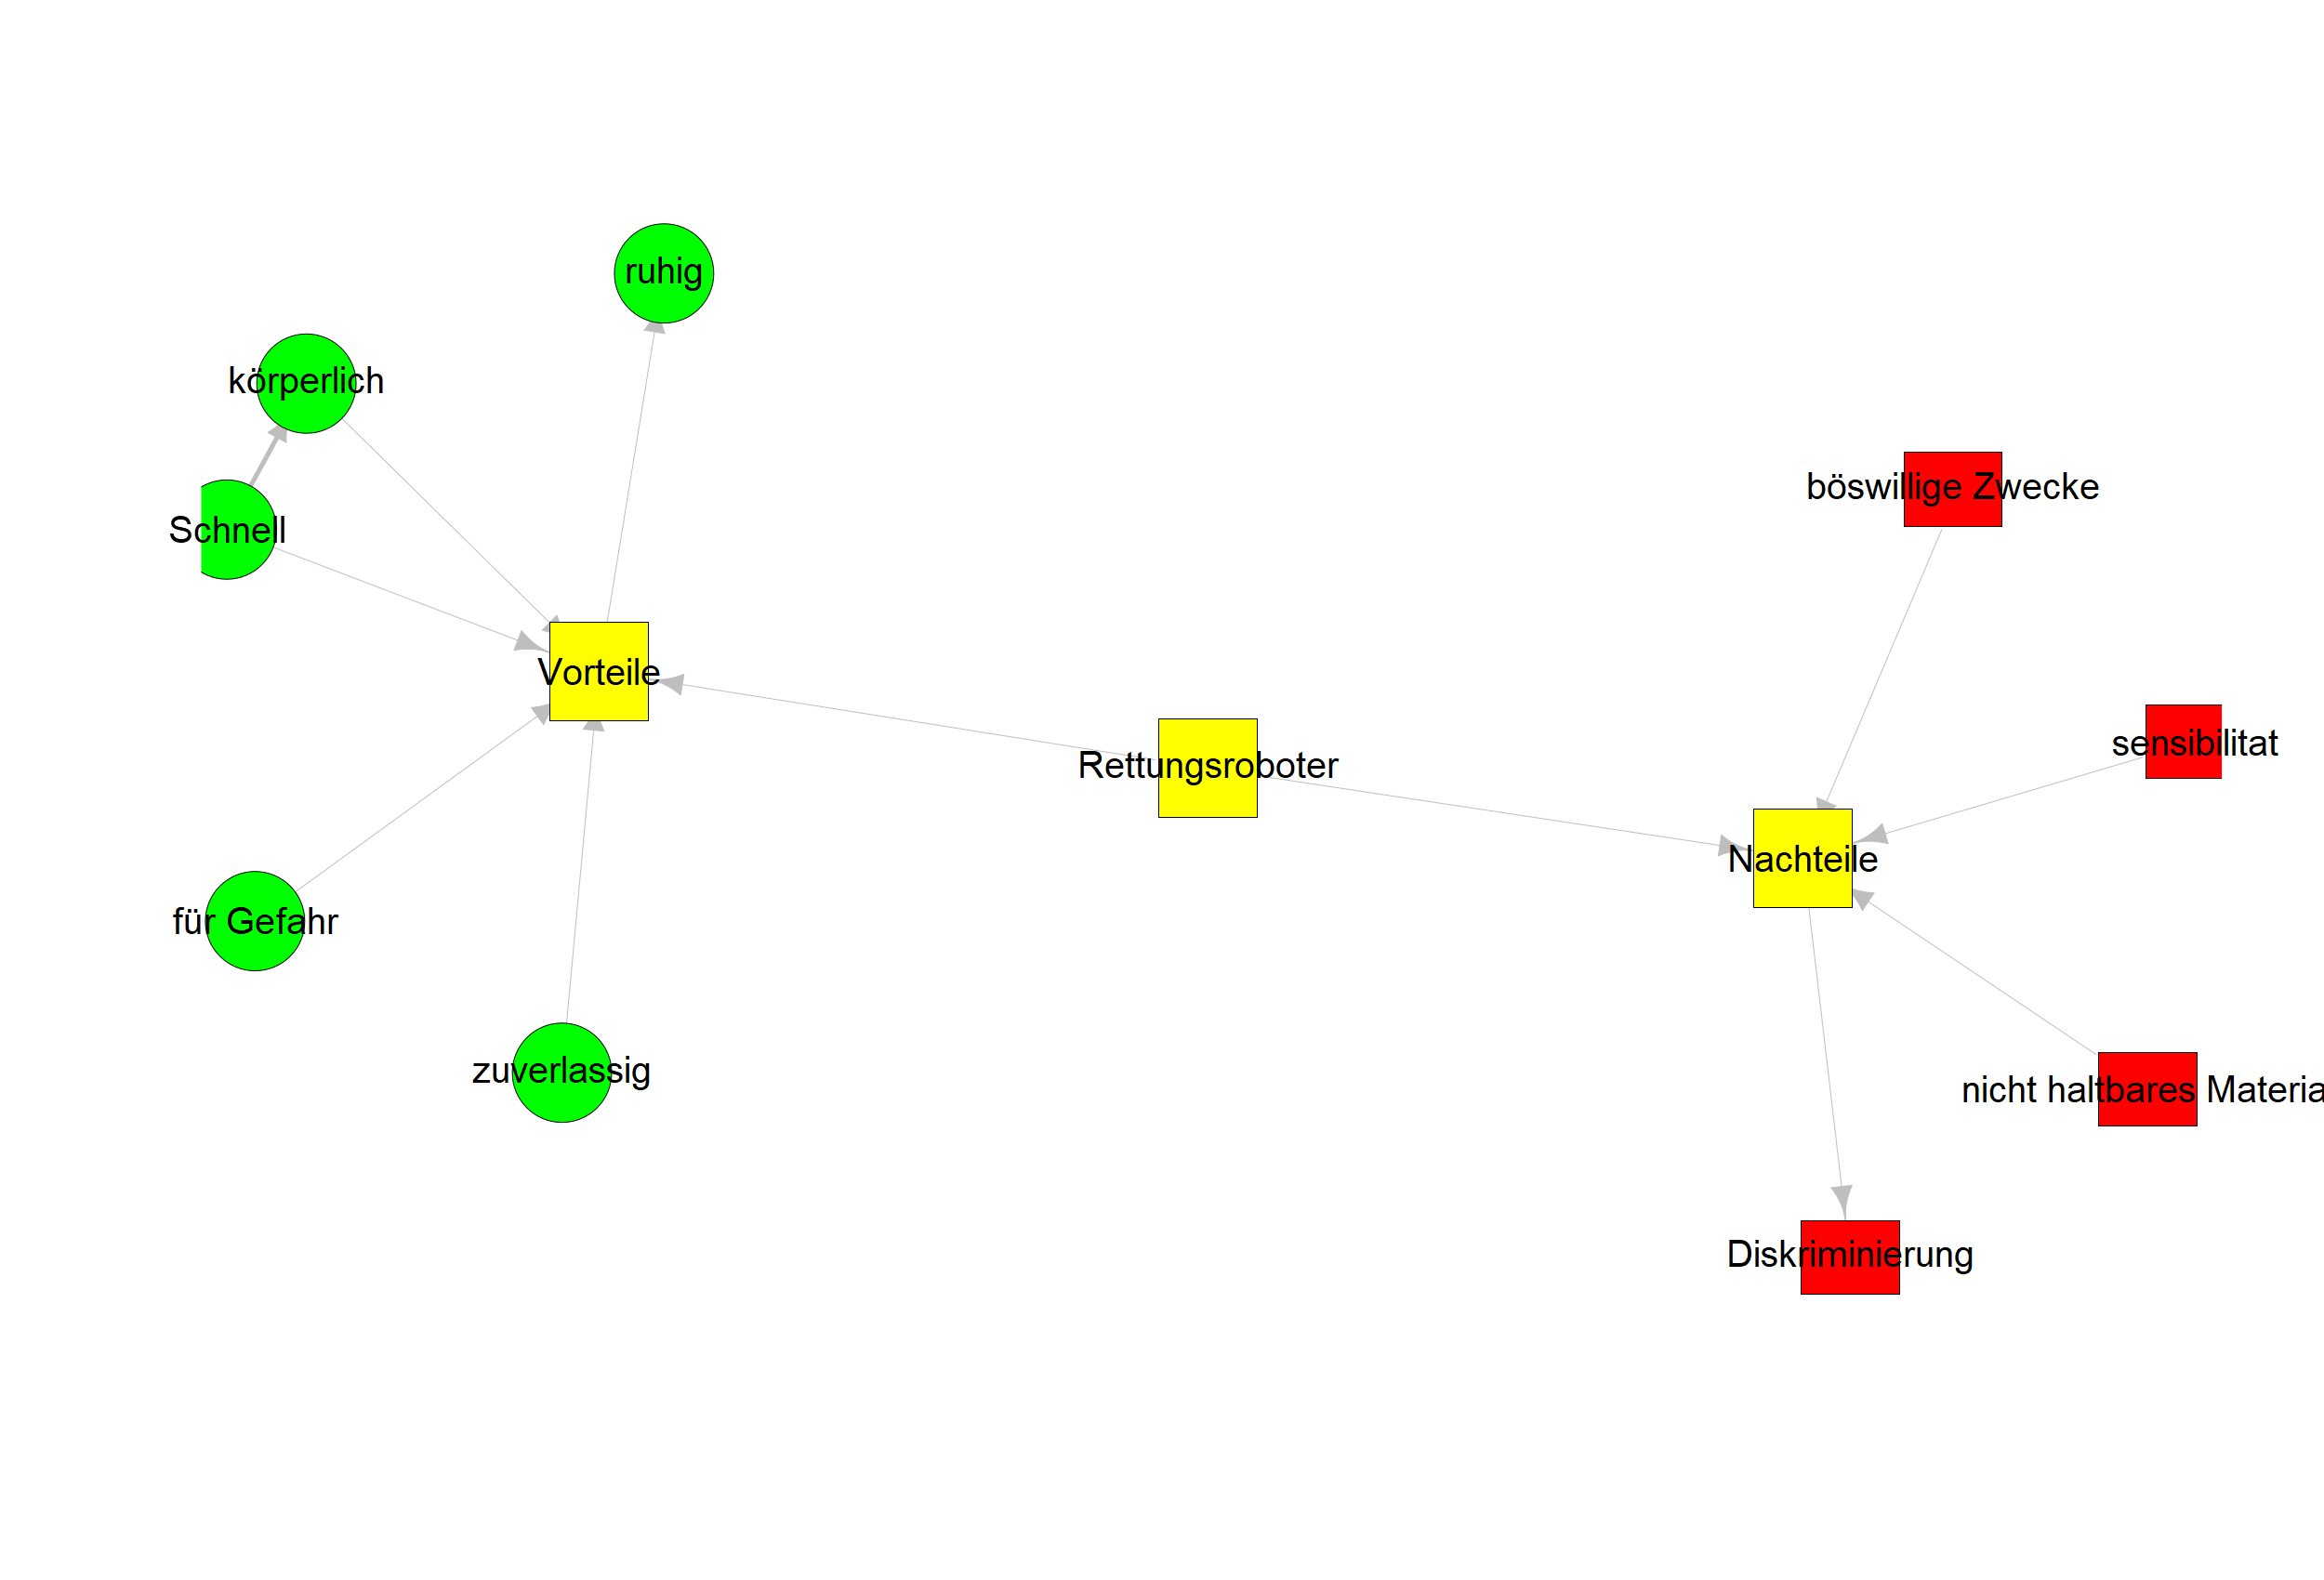 ruhig
körperlich
Schnell
böswillige Zwecke
Vorteile
sensibilitat
Rettungsroboter
Nachteile
für Gefahr
zuverlassig
nicht haltbares Materia
Diskriminierung